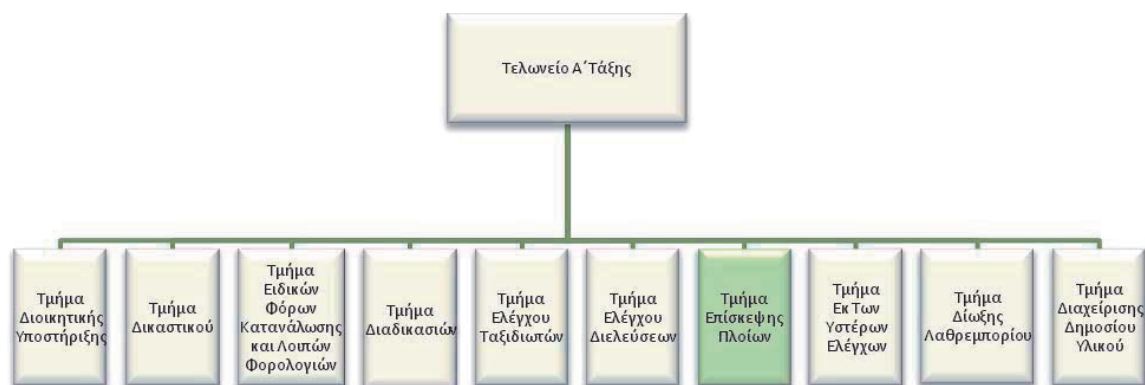 Τελωνείο Α΄ Τάξης
Τμήμα
Διοικητικής
Υποστήριξης
Τμήμα
Δικαστικού
Τμήμα
Ειδικών
Φόρων
Κατανάλωσης
και Λοιπών
Φορολογιών
Τμήμα
Διαδικασιών
Τμήμα
Ελέγχου
Ταξιδιωτών
Τμήμα
Ελέγχου
Διελεύσεων
Τμήμα
Επίσκεψης
Πλοίων
Τμήμα
Εκ Των
Υστέρων
Ελέγχων
Τμήμα
Δίωξης
Λαθρεμπορίου
Τμήμα
Διαχείρισης
Δημοσίου
Υλικού